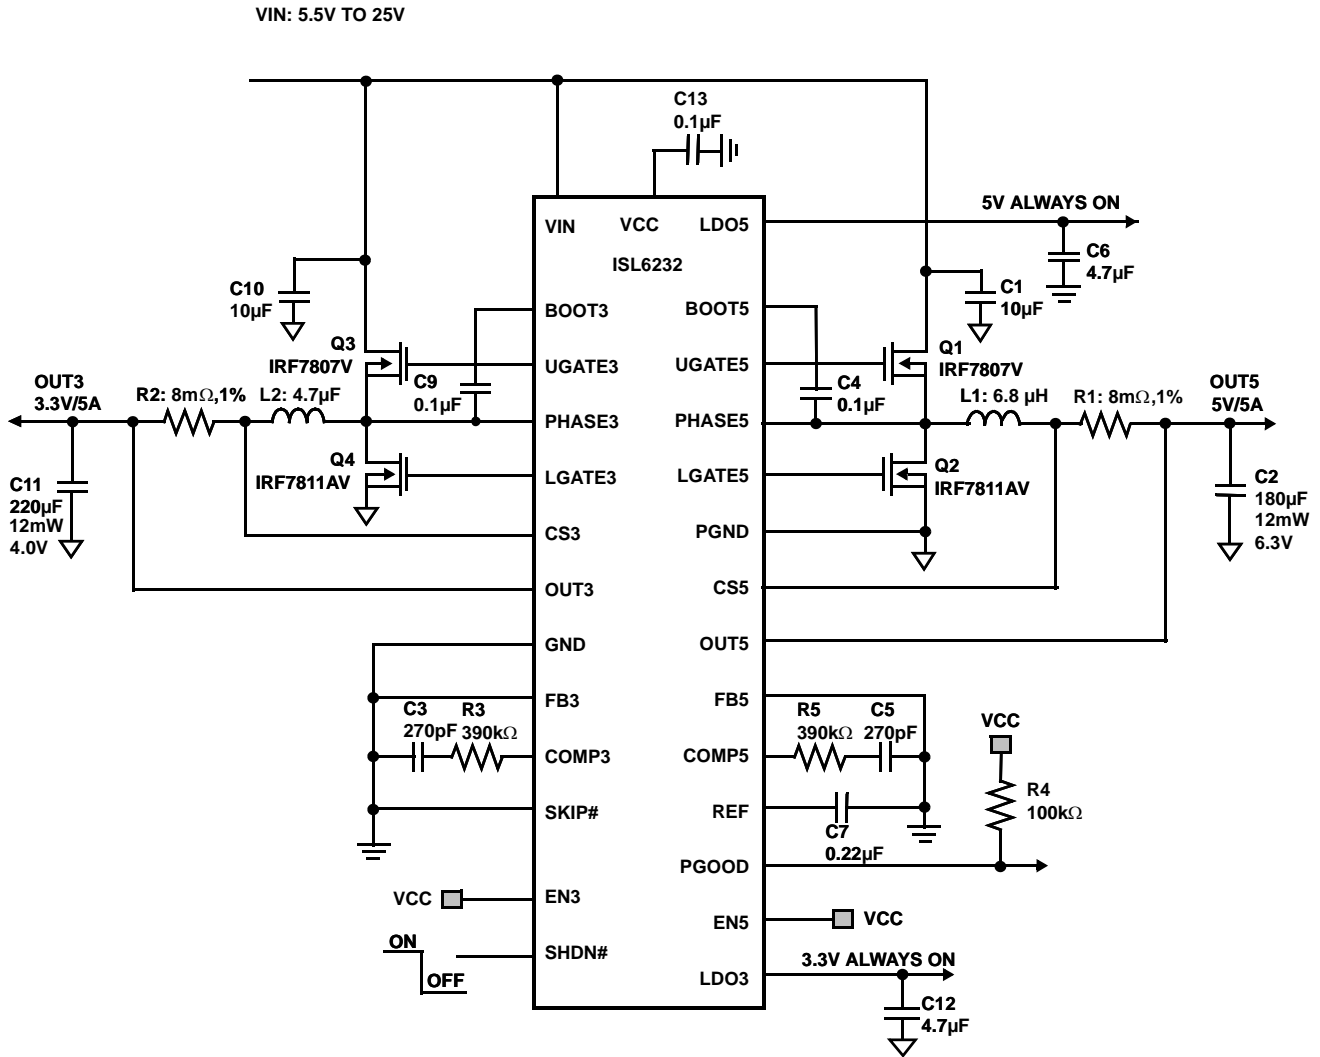 VIN: 5.5V TO 25V
C13
0.1µF
5V ALWAYS ON
VIN
VCC
LDO5
ISL6232
C6
4.7µF
C10
10µF
BOOT3
BOOT5
C1
10µF
Q3
IRF7807V
UGATE3
UGATE5
Q1
IRF7807V
OUT3
3.3V/5A
R2: 8mΩ,1%
L2: 4.7µF
C9
0.1µF
C4
0.1µF
L1: 6.8 µH
R1: 8mΩ,1%
OUT5
5V/5A
PHASE3
PHASE5
Q4
IRF7811AV
LGATE3
LGATE5
Q2
IRF7811AV
C11
220µF
12mW
4.0V
C2
180µF
12mW
6.3V
CS3
PGND
OUT3
CS5
GND
OUT5
FB3
FB5
C3
270pF
R3
390kΩ
R5
390kΩ
C5
270pF
VCC
COMP3
COMP5
R4
100kΩ
SKIP#
REF
C7
0.22µF
PGOOD
VCC
EN3
EN5
VCC
ON
OFF
SHDN#
3.3V ALWAYS ON
LDO3
C12
4.7µF